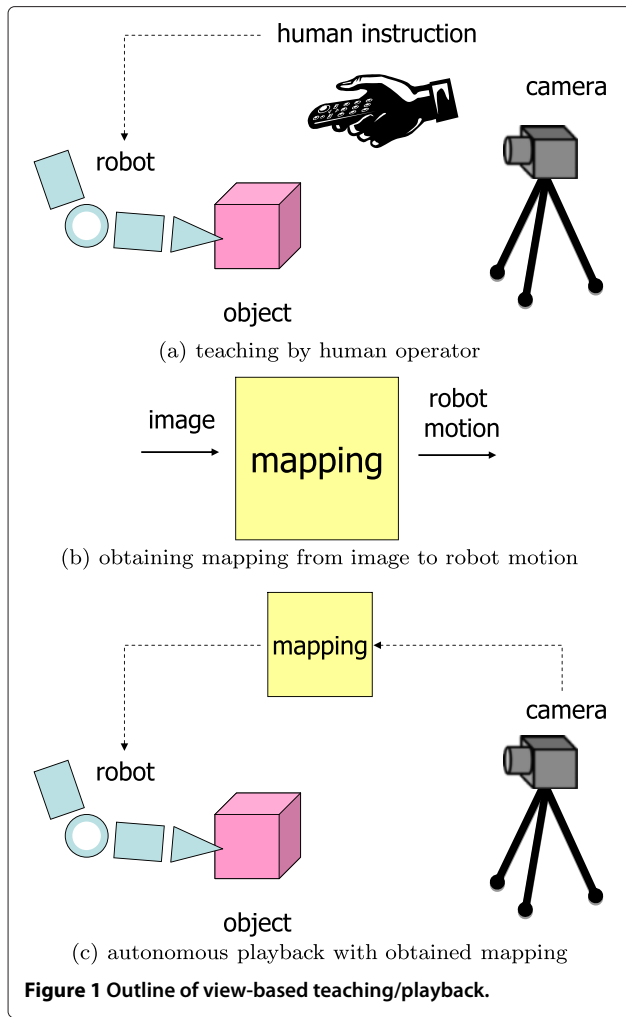 human instruction
camera
robot
object
(a) teaching by human operator
image
mapping
robot
motion
(b) obtaining mapping from image to robot motion
mapping
camera
robot
object
(c) autonomous playback with obtained mapping
Figure 1 Outline of view-based teaching/playback.